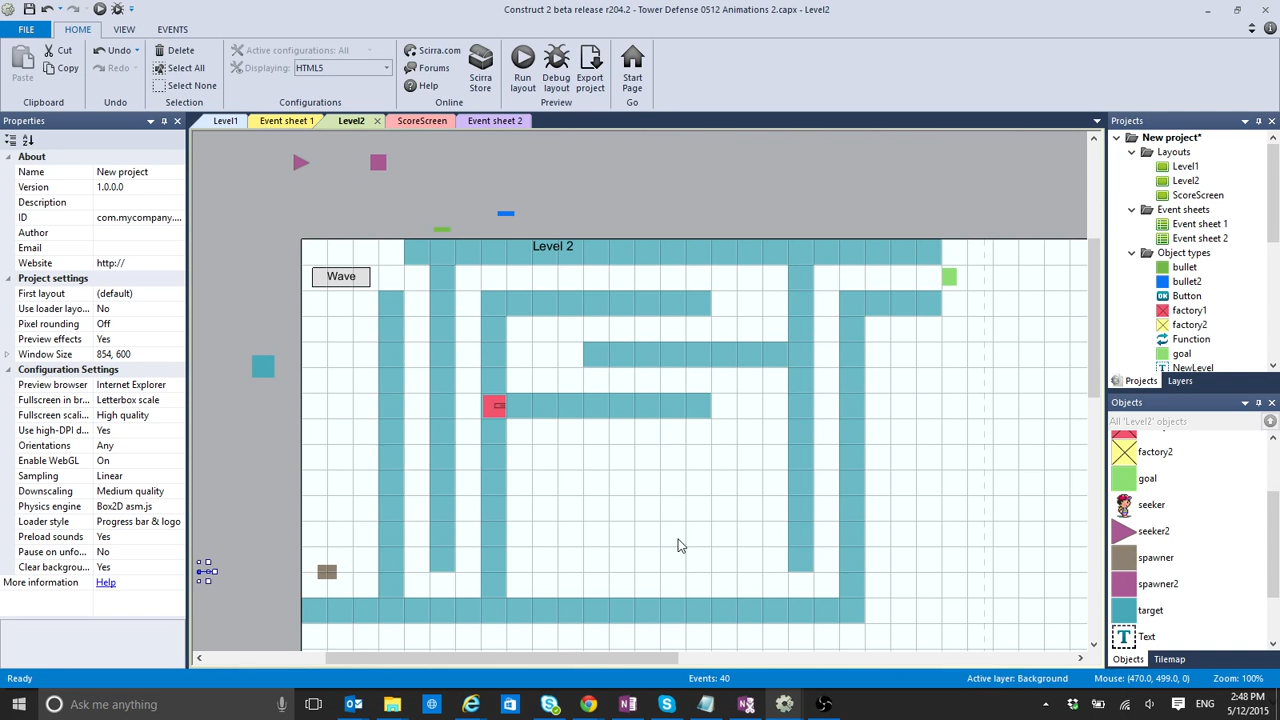 Construct 2 beta release r204.2 - Tower Defense 0512 Animations 2.capx - Level2
FILE HOME VIEW EVENTS
Paste
Cut
Copy
Clipboard
Undo
Redo
Undo
Delete
Select All
Select None
Selection
Active configurations: All
Displaying: HTML5
Configurations
Scirra.com
Forums
Help
Scirra Store
Online
Run layout
Debug layout
Export project
Preview
Start Page
Go
Properties
About
Name New project
Version 1.0.0.0
Description
ID com.mycompany....
Author
Email
Website http://
Project settings
First layout (default)
Use loader layo... No
Pixel rounding Off
Preview effects Yes
Window Size 854, 600
Configuration Settings
Preview browser Internet Explorer
Fullscreen in br... Letterbox scale
Fullscreen scali... High quality
Use high-DPI d... Yes
Orientations Any
Enable WebGL On
Sampling Linear
Downscaling Medium quality
Physics engine Box2D asm.js
Loader style Progress bar & logo
Preload sounds Yes
Pause on unfo... No
Clear backgrou... Yes
More information Help
Level1 Event sheet 1 Level2 ScoreScreen Event sheet 2
Level 2
Wave
Projects
New project*
Layouts
Level1
Level2
ScoreScreen
Event sheets
Event sheet 1
Event sheet 2
Object types
bullet
bullet2
Button
factory1
factory2
Function
goal
NewLevel
Projects Layers
Objects
All 'Level2' objects
factory2
goal
seeker
seeker2
spawner
spawner2
target
T Text
Objects Tilemap
Ready Events: 40 Active layer: Background Mouse: (470.0, 499.0, 0) Zoom: 100%
Ask me anything
ENG
2:48 PM
5/12/2015